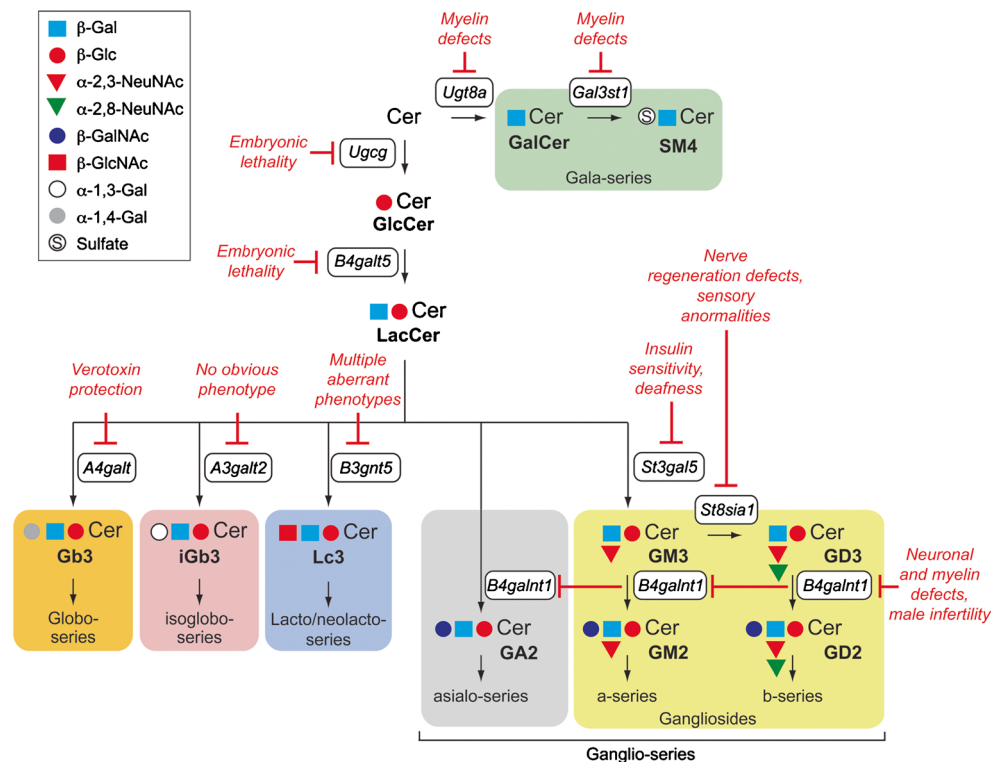 β-Gal
β-Glc
α-2,3-NeuNAc
α-2,8-NeuNAc
β-GalNAc
β-GlcNAc
α-1,3-Gal
α-1,4-Gal
S Sulfate
Myelin
defects
Myelin
defects
Ugt8a
Gal3st1
Cer
Cer
GalCer
S Cer
SM4
Gala-series
Embryonic
lethality
Ugcg
Cer
GlcCer
Embryonic
lethality
B4galt5
Cer
LacCer
Nerve
regeneration defects,
sensory
anormalities
Verotoxin
protection
No obvious
phenotype
Multiple
aberrant
phenotypes
Insulin
sensitivity,
deafness
A4galt
A3galt2
B3gnt5
St3gal5
St8sia1
Cer
Gb3
Globo-
series
Cer
iGb3
isoglobo-
series
Cer
Lc3
Lacto/neolacto-
series
Cer
GM3
Cer
GD3
B4galnt1
B4galnt1
B4galnt1
Neuronal
and myelin
defects,
male infertility
Cer
GA2
asialo-series
Cer
GM2
a-series
Cer
GD2
b-series
Gangliosides
Ganglio-series